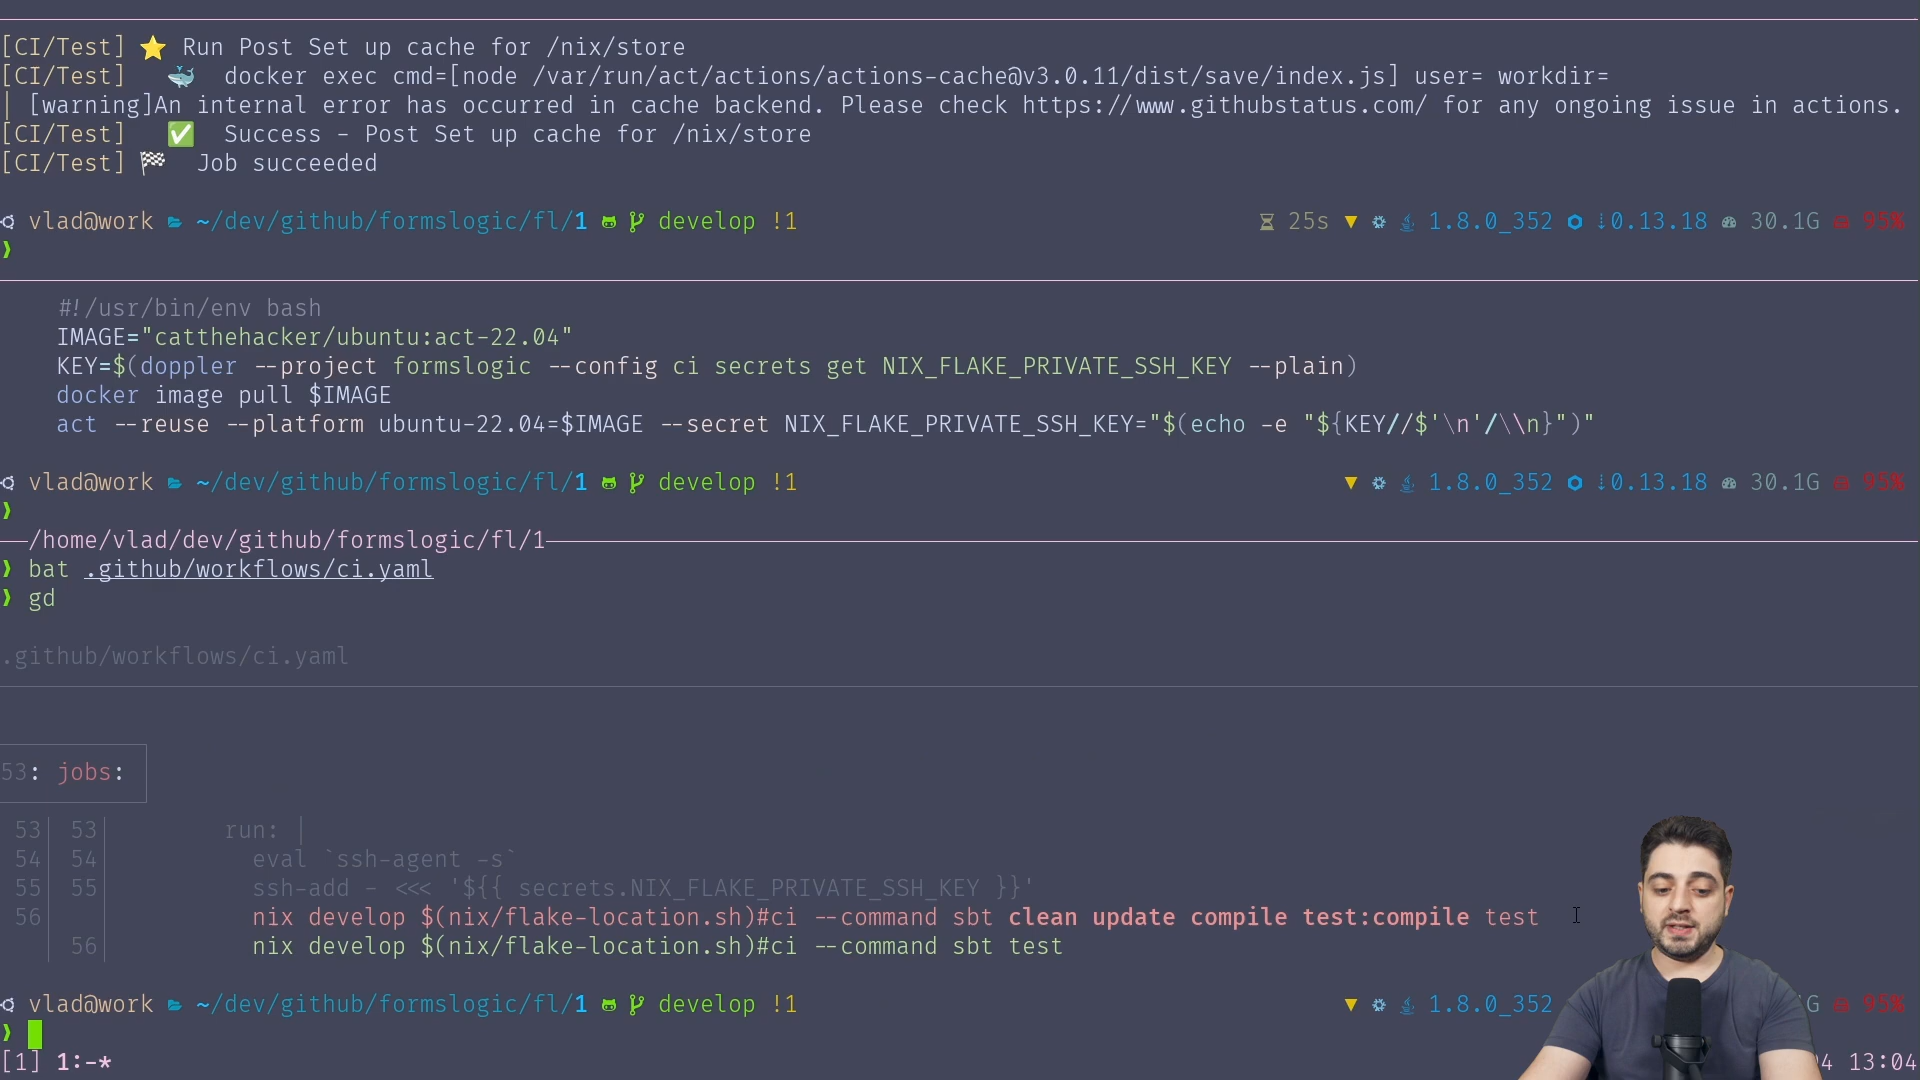 [CI/Test] ⭐ Run Post Set up cache for /nix/store
[CI/Test] 🐳 docker exec cmd=[node /var/run/act/actions/actions-cache@v3.0.11/dist/save/index.js] user= workdir=
| [warning]An internal error has occurred in cache backend. Please check https://www.githubstatus.com/ for any ongoing issue in actions.
[CI/Test] ✅ Success - Post Set up cache for /nix/store
[CI/Test] 🏁 Job succeeded
vlad@work ~/dev/github/formslogic/fl/1 develop !1 25s 1.8.0_352 0.13.18 30.1G 95%
❯
#!/usr/bin/env bash
IMAGE="catthehacker/ubuntu:act-22.04"
KEY=$(doppler --project formslogic --config ci secrets get NIX_FLAKE_PRIVATE_SSH_KEY --plain)
docker image pull $IMAGE
act --reuse --platform ubuntu-22.04=$IMAGE --secret NIX_FLAKE_PRIVATE_SSH_KEY="$(echo -e "${KEY//$'\n'/\\n}")"
vlad@work ~/dev/github/formslogic/fl/1 develop !1 1.8.0_352 0.13.18 30.1G 95%
❯
/home/vlad/dev/github/formslogic/fl/1
❯ bat .github/workflows/ci.yaml
❯ gd
.github/workflows/ci.yaml
53: jobs:
53 53 run: |
54 54 eval `ssh-agent -s`
55 55 ssh-add - <<< '${{ secrets.NIX_FLAKE_PRIVATE_SSH_KEY }}'
56 nix develop $(nix/flake-location.sh)#ci --command sbt clean update compile test:compile test
56 nix develop $(nix/flake-location.sh)#ci --command sbt test
vlad@work ~/dev/github/formslogic/fl/1 develop !1 1.8.0_352 G 95%
❯
[1] 1:-* 4 13:04